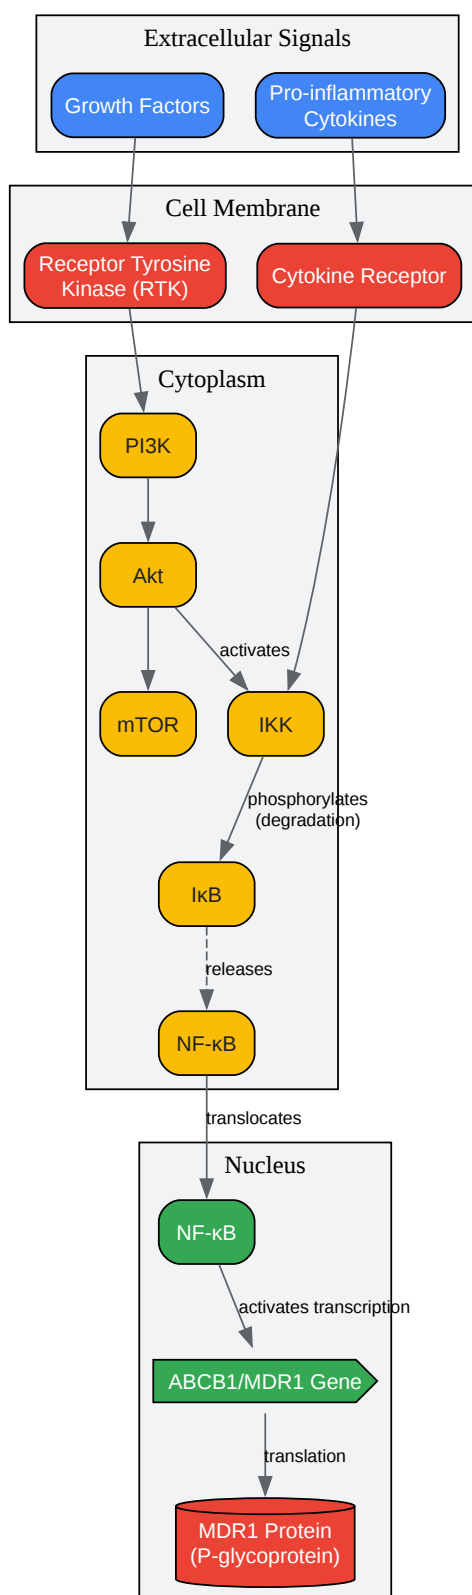 Extracellular Signals
Growth Factors
Pro-inflammatory
Cytokines
Cell Membrane
Receptor Tyrosine
Kinase (RTK)
Cytokine Receptor
Cytoplasm
PI3K
Akt
activates
mTOR
IKK
phosphorylates
(degradation)
IκB
releases
NF-κB
translocates
Nucleus
NF-κB
activates transcription
ABCB1/MDR1 Gene
translation
MDR1 Protein
(P-glycoprotein)